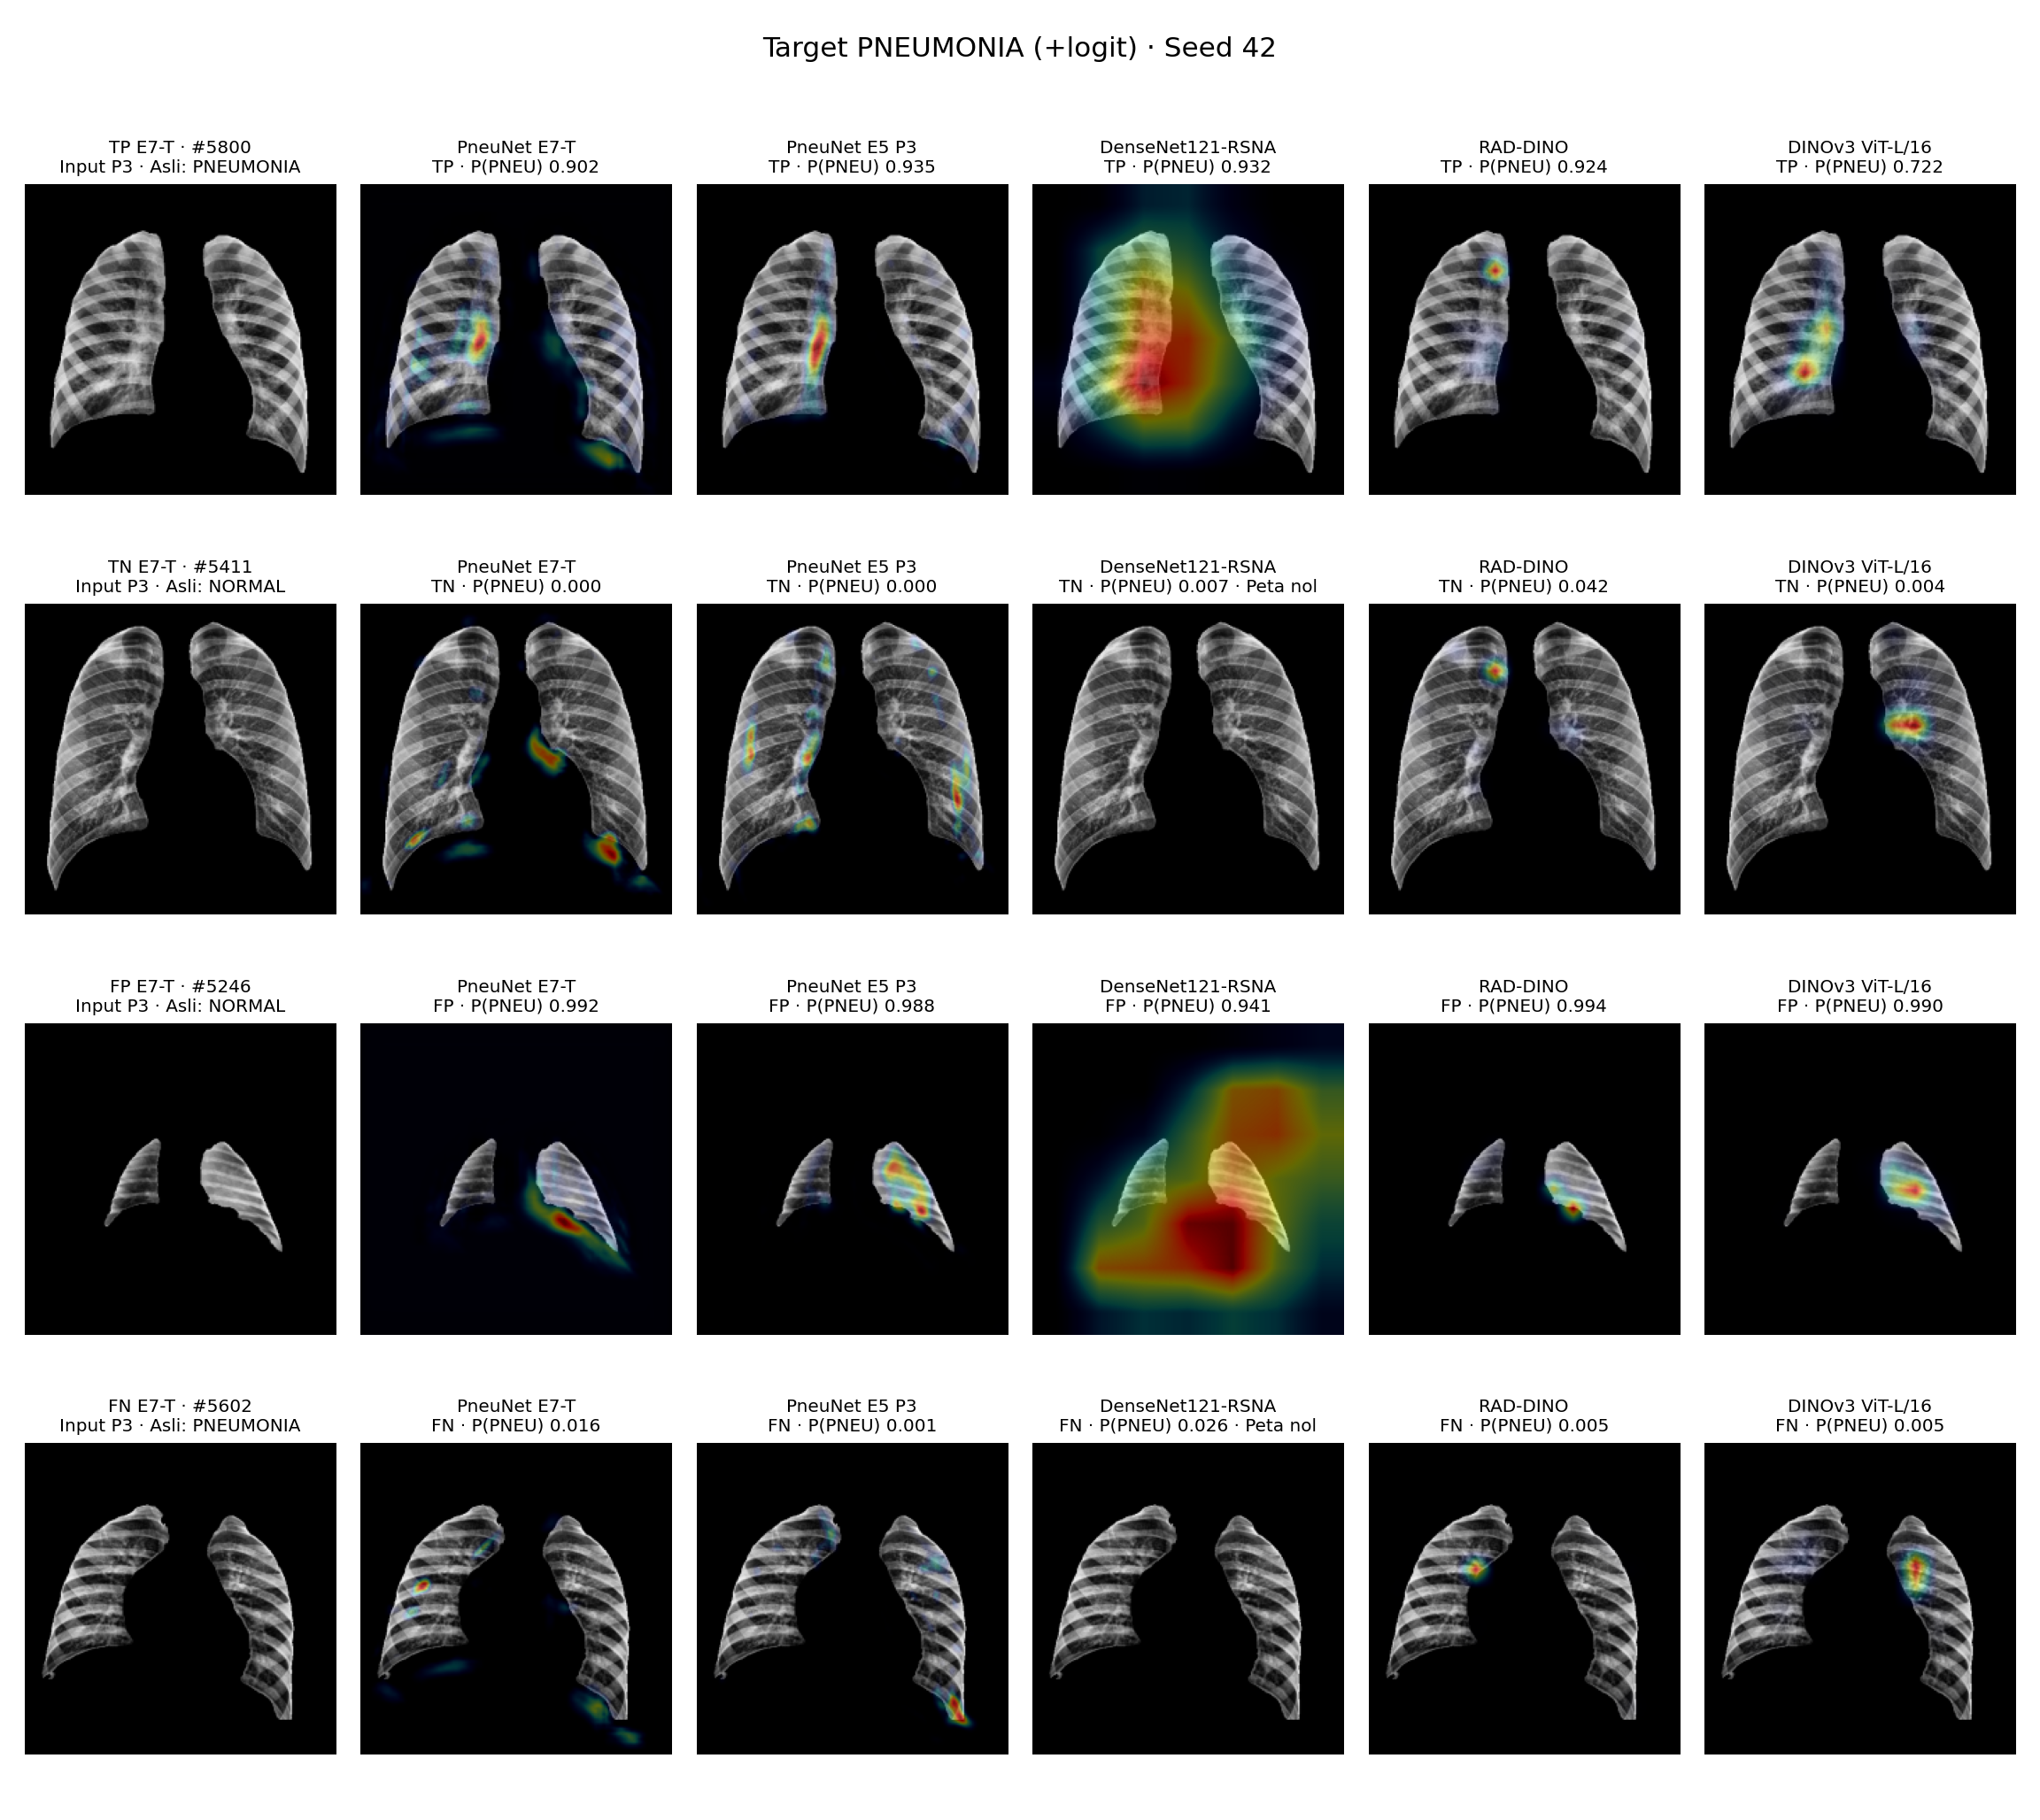 Target PNEUMONIA (+logit) · Seed 42
TP E7-T · #5800
Input P3 · Asli: PNEUMONIA
PneuNet E7-T
TP · P(PNEU) 0.902
PneuNet E5 P3
TP · P(PNEU) 0.935
DenseNet121-RSNA
TP · P(PNEU) 0.932
RAD-DINO
TP · P(PNEU) 0.924
DINOv3 ViT-L/16
TP · P(PNEU) 0.722
TN E7-T · #5411
Input P3 · Asli: NORMAL
PneuNet E7-T
TN · P(PNEU) 0.000
PneuNet E5 P3
TN · P(PNEU) 0.000
DenseNet121-RSNA
TN · P(PNEU) 0.007 · Peta nol
RAD-DINO
TN · P(PNEU) 0.042
DINOv3 ViT-L/16
TN · P(PNEU) 0.004
FP E7-T · #5246
Input P3 · Asli: NORMAL
PneuNet E7-T
FP · P(PNEU) 0.992
PneuNet E5 P3
FP · P(PNEU) 0.988
DenseNet121-RSNA
FP · P(PNEU) 0.941
RAD-DINO
FP · P(PNEU) 0.994
DINOv3 ViT-L/16
FP · P(PNEU) 0.990
FN E7-T · #5602
Input P3 · Asli: PNEUMONIA
PneuNet E7-T
FN · P(PNEU) 0.016
PneuNet E5 P3
FN · P(PNEU) 0.001
DenseNet121-RSNA
FN · P(PNEU) 0.026 · Peta nol
RAD-DINO
FN · P(PNEU) 0.005
DINOv3 ViT-L/16
FN · P(PNEU) 0.005